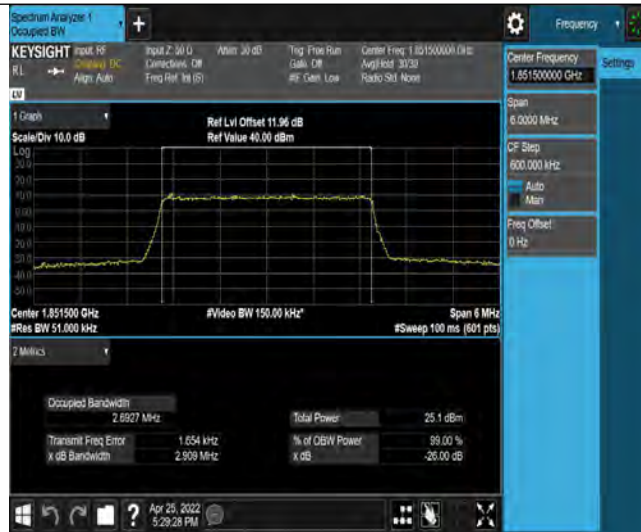 Spectrum Analyzer 1
Occupied BW
Frequency
KEYSIGHT
Input: RF
Input Z: 50 Ω
Atten: 30 dB
Trig: Free Run
Center Freq: 1.851500000 GHz
RL
Coupling: DC
Corrections: Off
Gate: Off
Avg|Hold: 30/30
Align: Auto
Freq Ref: Int (S)
#IF Gain: Low
Radio Std: None
Center Frequency
1.851500000 GHz
Settings
Span
6.0000 MHz
CF Step
600.000 kHz
Auto
Man
Freq Offset
0 Hz
1 Graph
Scale/Div 10.0 dB
Ref Lvl Offset 11.96 dB
Ref Value 40.00 dBm
Log
Center 1.851500 GHz
#Video BW 150.00 kHz*
Span 6 MHz
#Res BW 51.000 kHz
#Sweep 100 ms (601 pts)
2 Metrics
Occupied Bandwidth
2.6927 MHz
Total Power
25.1 dBm
Transmit Freq Error
1.654 kHz
% of OBW Power
99.00 %
x dB Bandwidth
2.909 MHz
x dB
-26.00 dB
?
Apr 25, 2022
5:29:28 PM